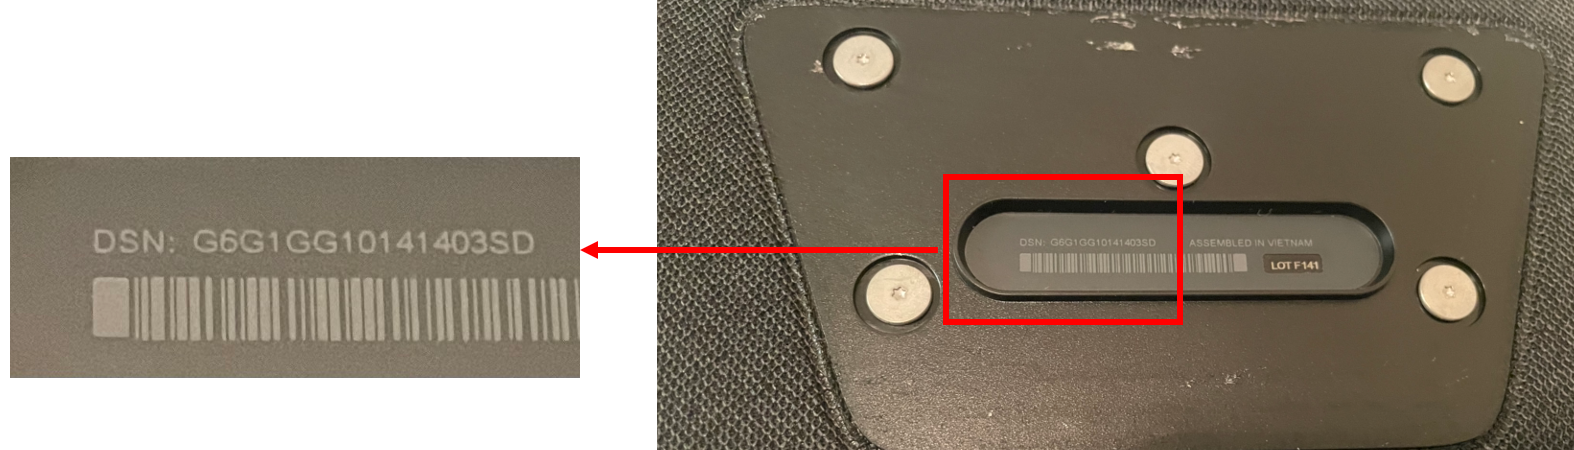 DSN: G6G1GG10141403SD
DSN: G6G1GG10141403SD ASSEMBLED IN VIETNAM
LOT F141